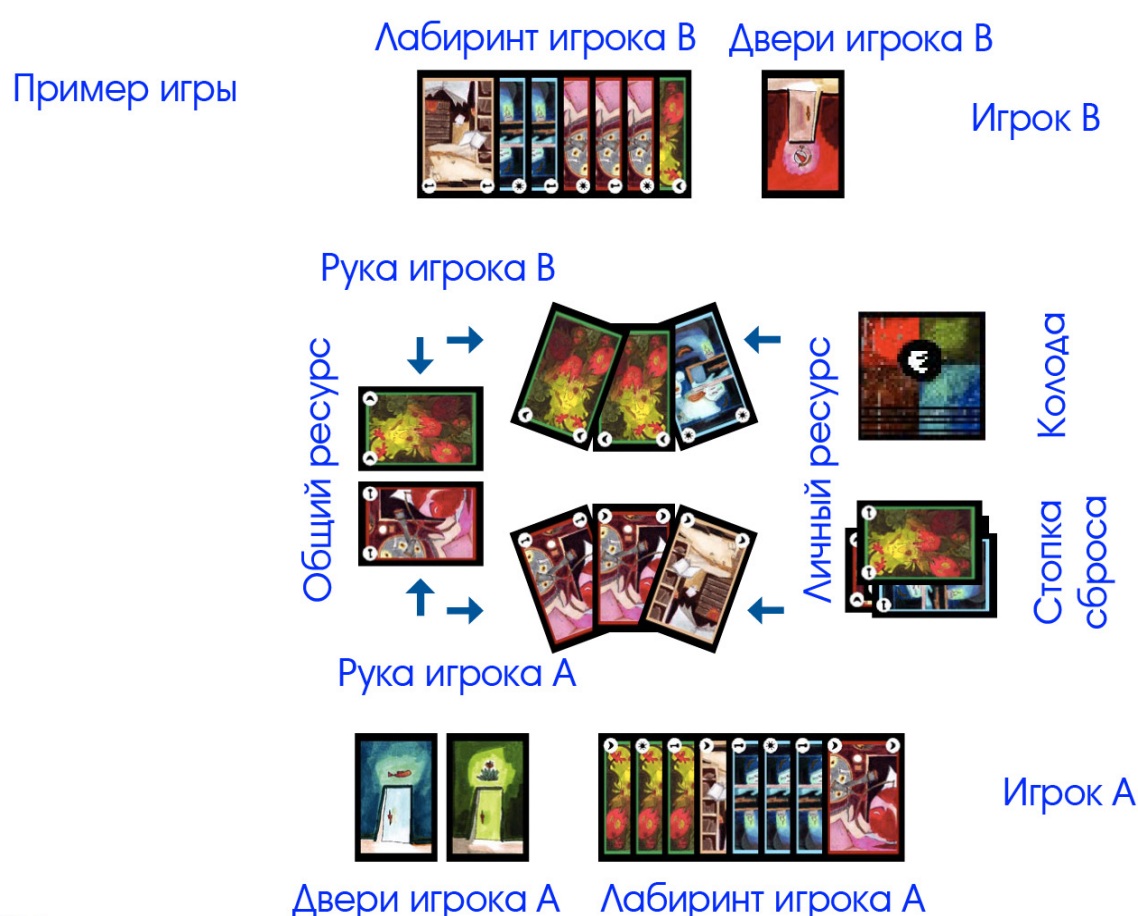 Лабиринт игрока В
Двери игрока В
Пример игры
Игрок В
Рука игрока В
Общий ресурс
Личный ресурс
Колода
Стопка
сброса
Рука игрока А
Игрок А
Двери игрока А
Лабиринт игрока А